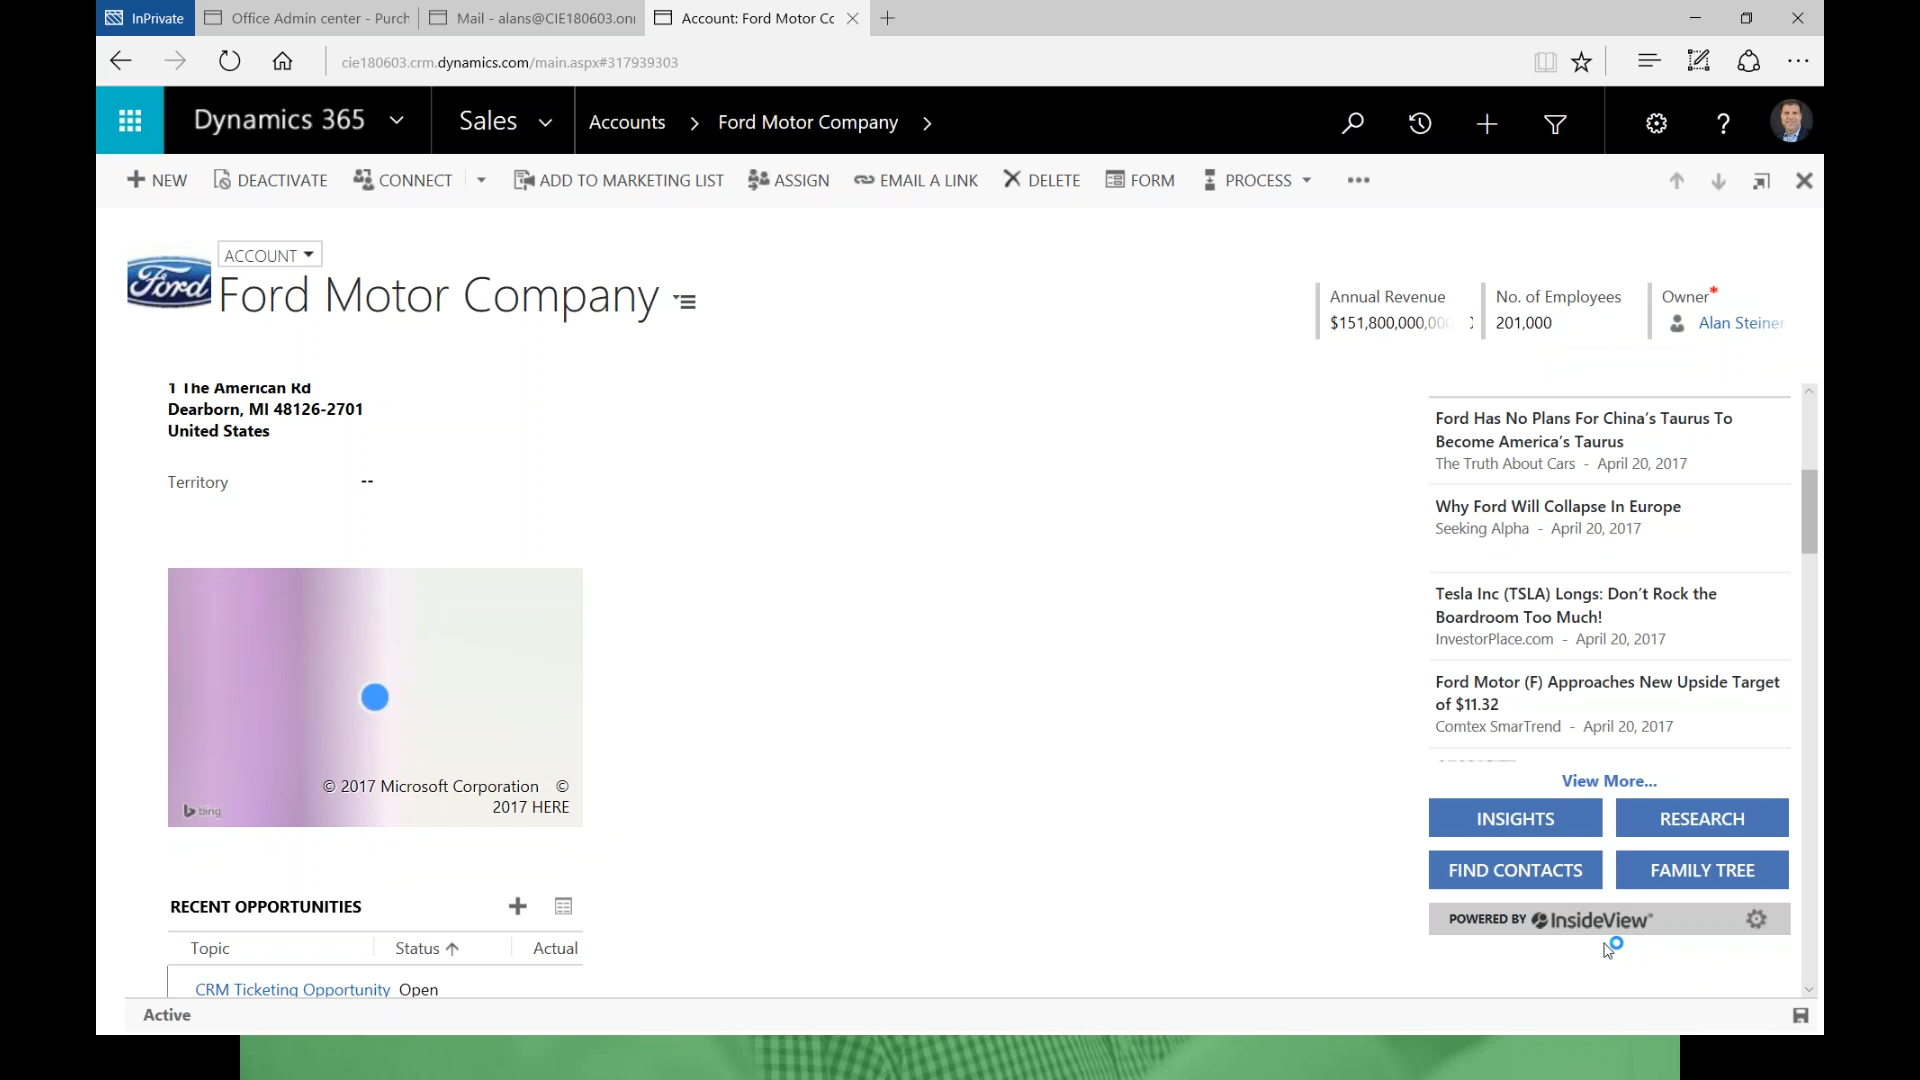 InPrivate
Office Admin center - Purch
Mail - alans@CIE180603.oni
Account: Ford Motor Cc
cie180603.crm.dynamics.com/main.aspx#317939303
Dynamics 365
Sales
Accounts
Ford Motor Company
NEW
DEACTIVATE
CONNECT
ADD TO MARKETING LIST
ASSIGN
EMAIL A LINK
DELETE
FORM
PROCESS
Ford
ACCOUNT
Ford Motor Company
Annual Revenue
$151,800,000,000
No. of Employees
201,000
Owner*
Alan Steiner
1 The American Rd
Dearborn, MI 48126-2701
United States
Territory --
© 2017 Microsoft Corporation ©
2017 HERE
bing
RECENT OPPORTUNITIES
Topic Status Actual
CRM Ticketing Opportunity Open
Ford Has No Plans For China's Taurus To
Become America's Taurus
The Truth About Cars - April 20, 2017
Why Ford Will Collapse In Europe
Seeking Alpha - April 20, 2017
Tesla Inc (TSLA) Longs: Don't Rock the
Boardroom Too Much!
InvestorPlace.com - April 20, 2017
Ford Motor (F) Approaches New Upside Target
of $11.32
Comtex SmarTrend - April 20, 2017
View More...
INSIGHTS
RESEARCH
FIND CONTACTS
FAMILY TREE
POWERED BY InsideView
Active